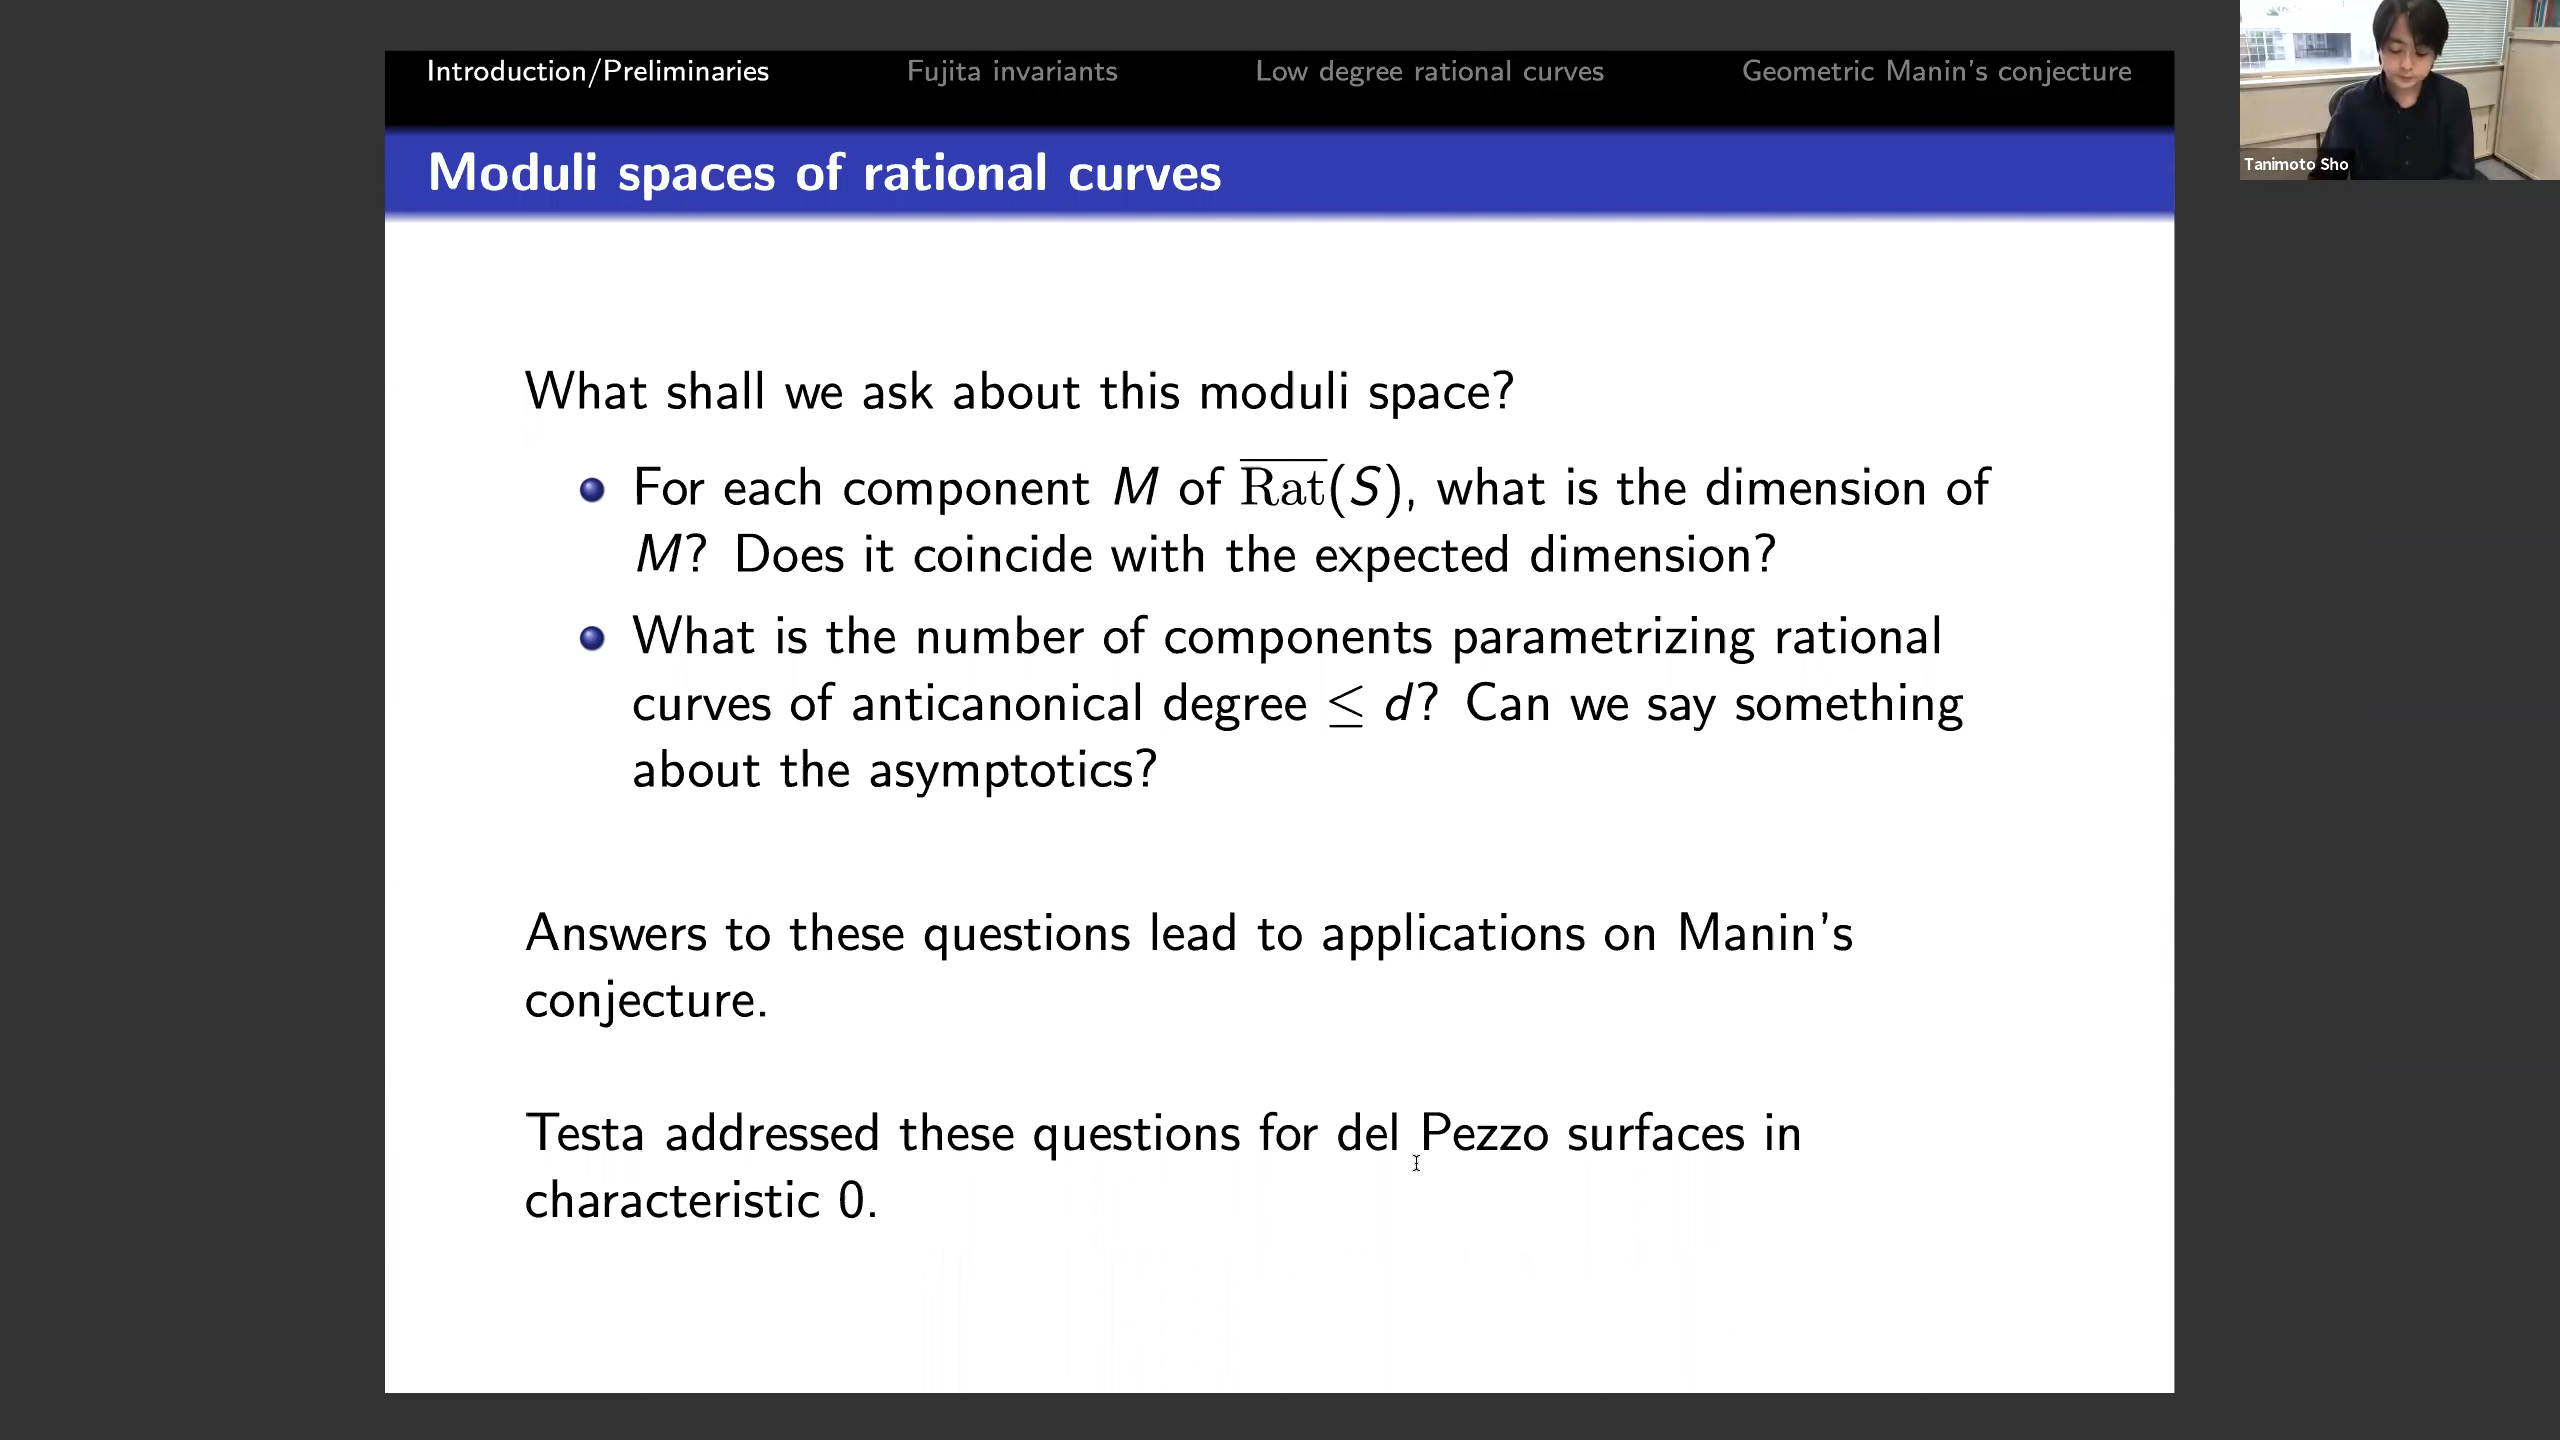 Introduction/Preliminaries Fujita invariants Low degree rational curves Geometric Manin's conjecture
Moduli spaces of rational curves
Tanimoto Sho
What shall we ask about this moduli space?
For each component M of \overline{Rat}(S), what is the dimension of
M? Does it coincide with the expected dimension?
What is the number of components parametrizing rational
curves of anticanonical degree ≤ d? Can we say something
about the asymptotics?
Answers to these questions lead to applications on Manin's
conjecture.
Testa addressed these questions for del Pezzo surfaces in
characteristic 0.